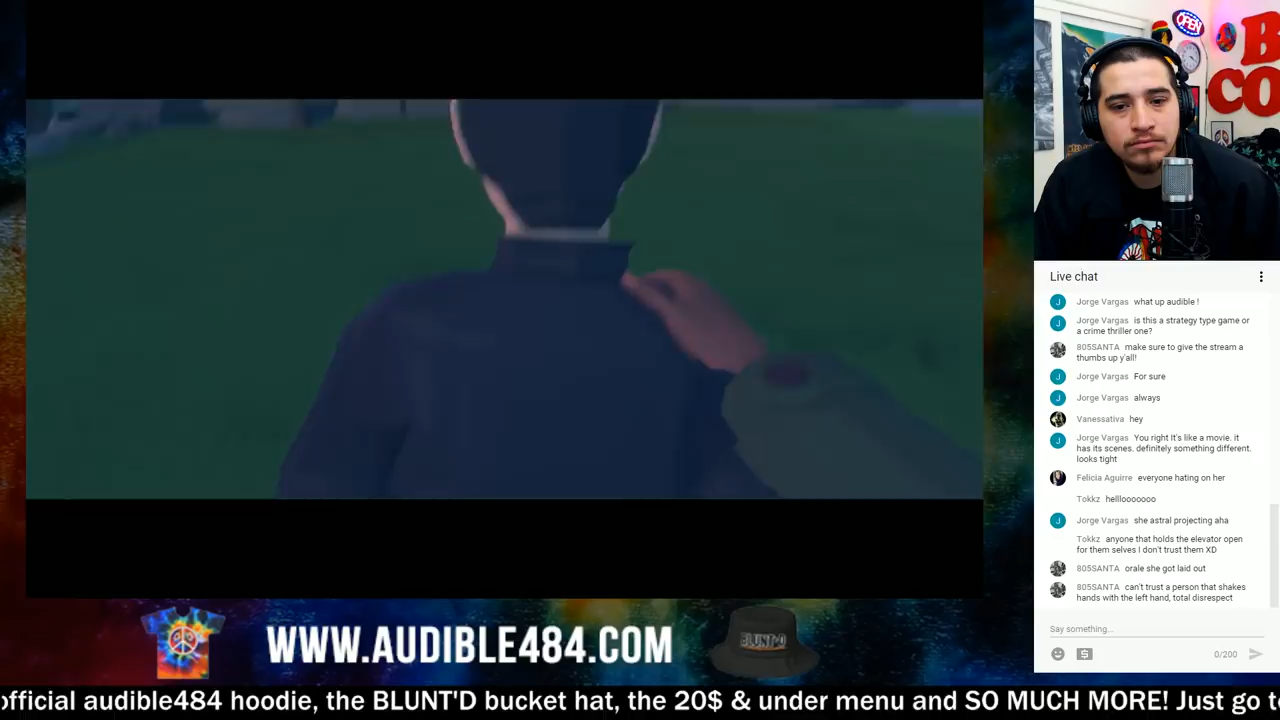 OPEN
B
CO
Live chat
Jorge Vargas what up audible !
Jorge Vargas is this a strategy type game or
a crime thriller one?
805SANTA make sure to give the stream a
thumbs up y'all!
Jorge Vargas For sure
Jorge Vargas always
Vanessativa hey
Jorge Vargas You right It's like a movie. it
has its scenes. definitely something different.
looks tight
Felicia Aguirre everyone hating on her
Tokkz helllooooooo
Jorge Vargas she astral projecting aha
Tokkz anyone that holds the elevator open
for them selves I don't trust them XD
805SANTA orale she got laid out
805SANTA can't trust a person that shakes
hands with the left hand, total disrespect
Say something...
0/200
WWW.AUDIBLE484.COM
BLUNT'D
official audible484 hoodie, the BLUNT'D bucket hat, the 20$ & under menu and SO MUCH MORE! Just go to